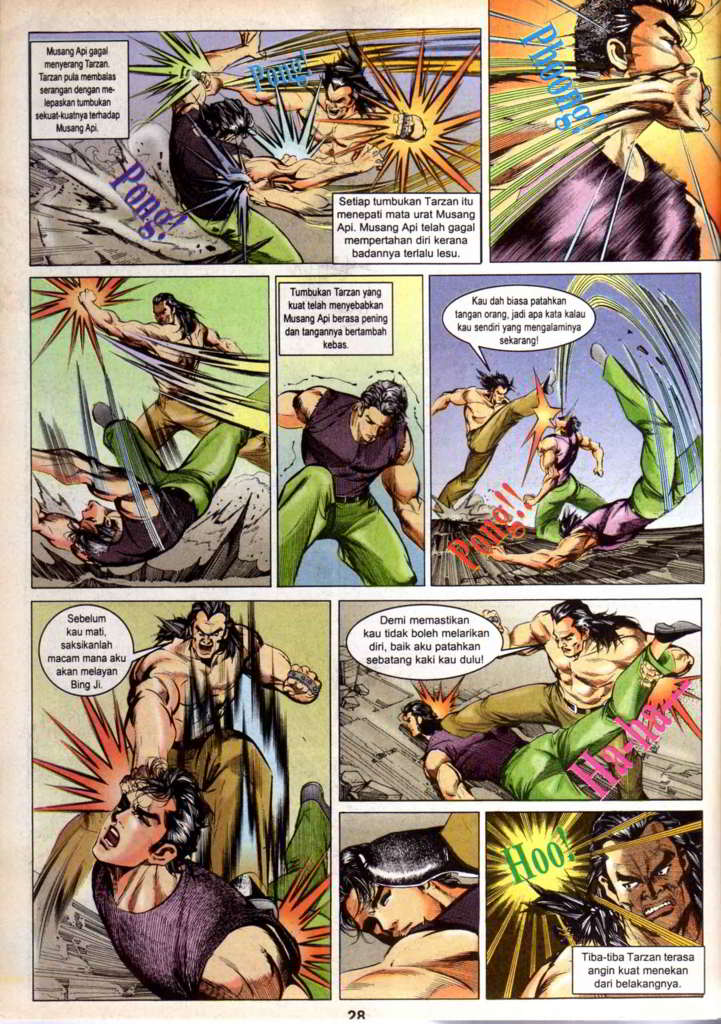 Musang Api gagal
menyerang Tarzan.
Tarzan pula membalas
serangan dengan me-
lepaskan tumbukan
sekuat-kuatnya terhadap
Musang Api.
Pong!
Pong!
Pong!
Setiap tumbukan Tarzan itu
menepati mata urat Musang
Api. Musang Api telah gagal
mempertahan diri kerana
badannya terlalu lesu.
Phoong!
Tumbukan Tarzan yang
kuat telah menyebabkan
Musang Api berasa pening
dan tangannya bertambah
kebas.
Kau dah biasa patahkan
tangan orang, jadi apa kata kalau
kau sendiri yang mengalaminya
sekarang!
Pong!!
Sebelum
kau mati,
saksikanlah
macam mana aku
akan melayan
Bing Ji.
Demi memastikan
kau tidak boleh melarikan
diri, baik aku patahkan
sebatang kaki kau dulu!
Ha-ha—
Hoo!
Tiba-tiba Tarzan terasa
angin kuat menekan
dari belakangnya.
28